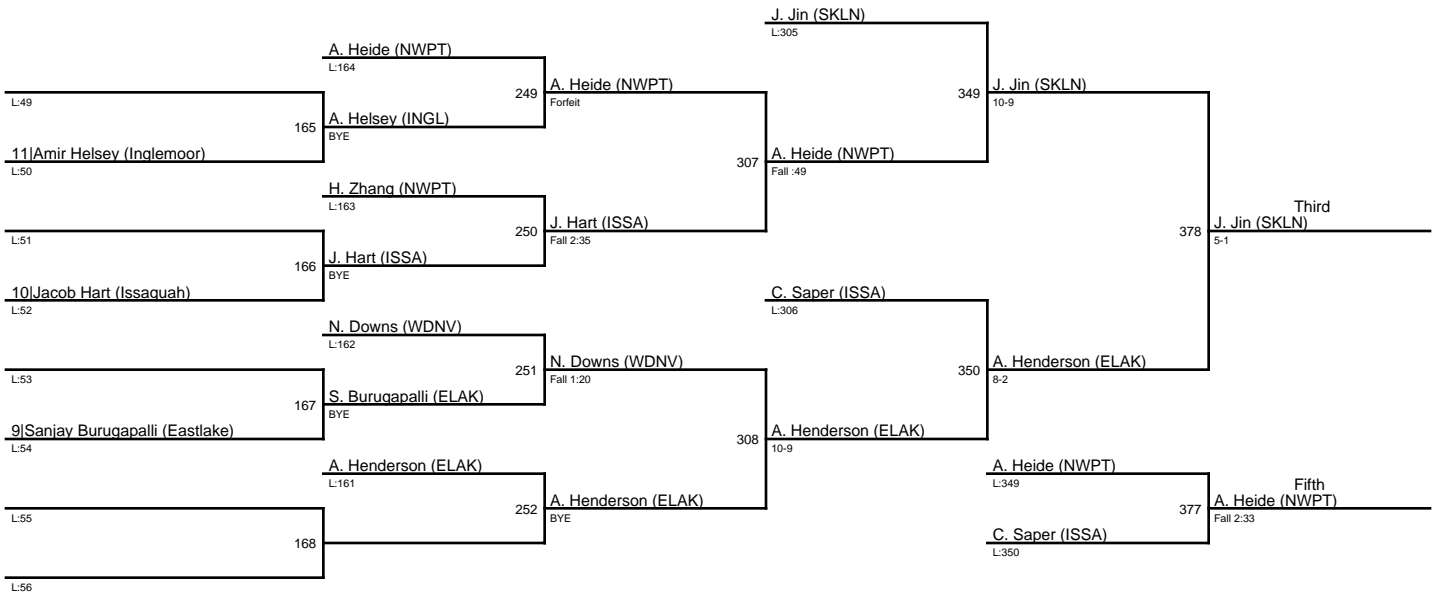 J. Jin (SKLN)
L:305
A. Heide (NWPT)
L:164
249
A. Heide (NWPT)
Forfeit
349
J. Jin (SKLN)
10-9
L:49
165
A. Helsey (INGL)
BYE
11|Amir Helsey (Inglemoor)
L:50
307
A. Heide (NWPT)
Fall :49
H. Zhang (NWPT)
L:163
250
J. Hart (ISSA)
Fall 2:35
L:51
166
J. Hart (ISSA)
BYE
10|Jacob Hart (Issaquah)
L:52
378
Third
J. Jin (SKLN)
5-1
C. Saper (ISSA)
L:306
N. Downs (WDNV)
L:162
251
N. Downs (WDNV)
Fall 1:20
350
A. Henderson (ELAK)
8-2
L:53
167
S. Burugapalli (ELAK)
BYE
9|Sanjay Burugapalli (Eastlake)
L:54
308
A. Henderson (ELAK)
10-9
A. Henderson (ELAK)
L:161
252
A. Henderson (ELAK)
BYE
L:55
168
L:56
A. Heide (NWPT)
L:349
377
Fifth
A. Heide (NWPT)
Fall 2:33
C. Saper (ISSA)
L:350